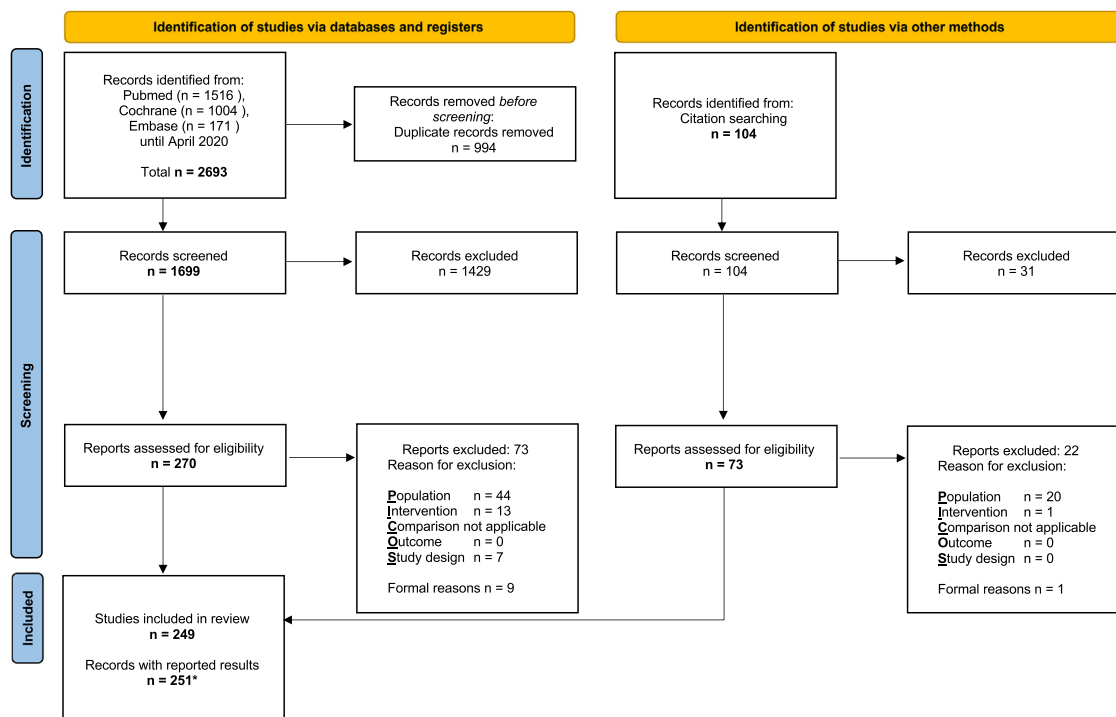 Identification of studies via databases and registers
Identification of studies via other methods
Identification
Records identified from:
Pubmed (n = 1516 ),
Cochrane (n = 1004 ),
Embase (n = 171 )
until April 2020
Total n = 2693
Records removed before
screening:
Duplicate records removed
n = 994
Records identified from:
Citation searching
n = 104
Screening
Records screened
n = 1699
Records excluded
n = 1429
Records screened
n = 104
Records excluded
n = 31
Reports assessed for eligibility
n = 270
Reports excluded: 73
Reason for exclusion:
Population n = 44
Intervention n = 13
Comparison not applicable
Outcome n = 0
Study design n = 7
Formal reasons n = 9
Reports assessed for eligibility
n = 73
Reports excluded: 22
Reason for exclusion:
Population n = 20
Intervention n = 1
Comparison not applicable
Outcome n = 0
Study design n = 0
Formal reasons n = 1
Included
Studies included in review
n = 249
Records with reported results
n = 251*